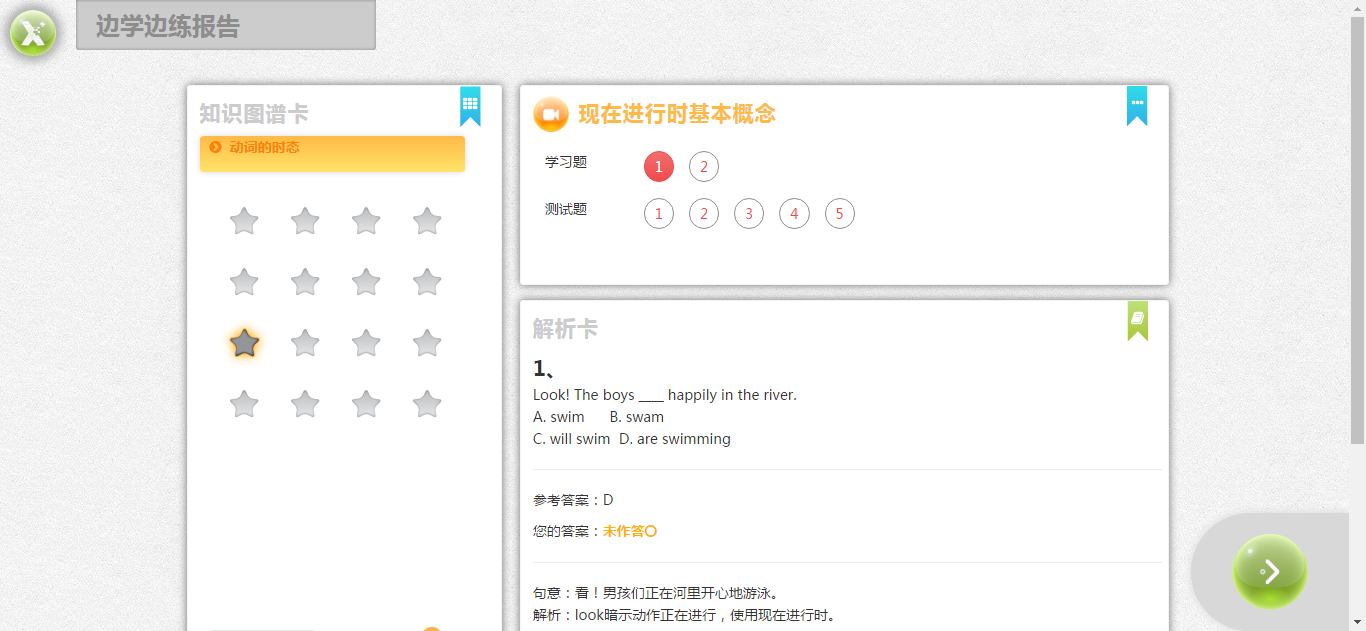 边学边练报告
知识图谱卡
动词的时态
现在进行时基本概念
学习题 1 2
测试题 1 2 3 4 5
解析卡
1、
Look! The boys ____ happily in the river.
A. swim B. swam
C. will swim D. are swimming
参考答案：D
您的答案：未作答〇
句意：看！男孩们正在河里开心地游泳。
解析：look暗示动作正在进行，使用现在进行时。